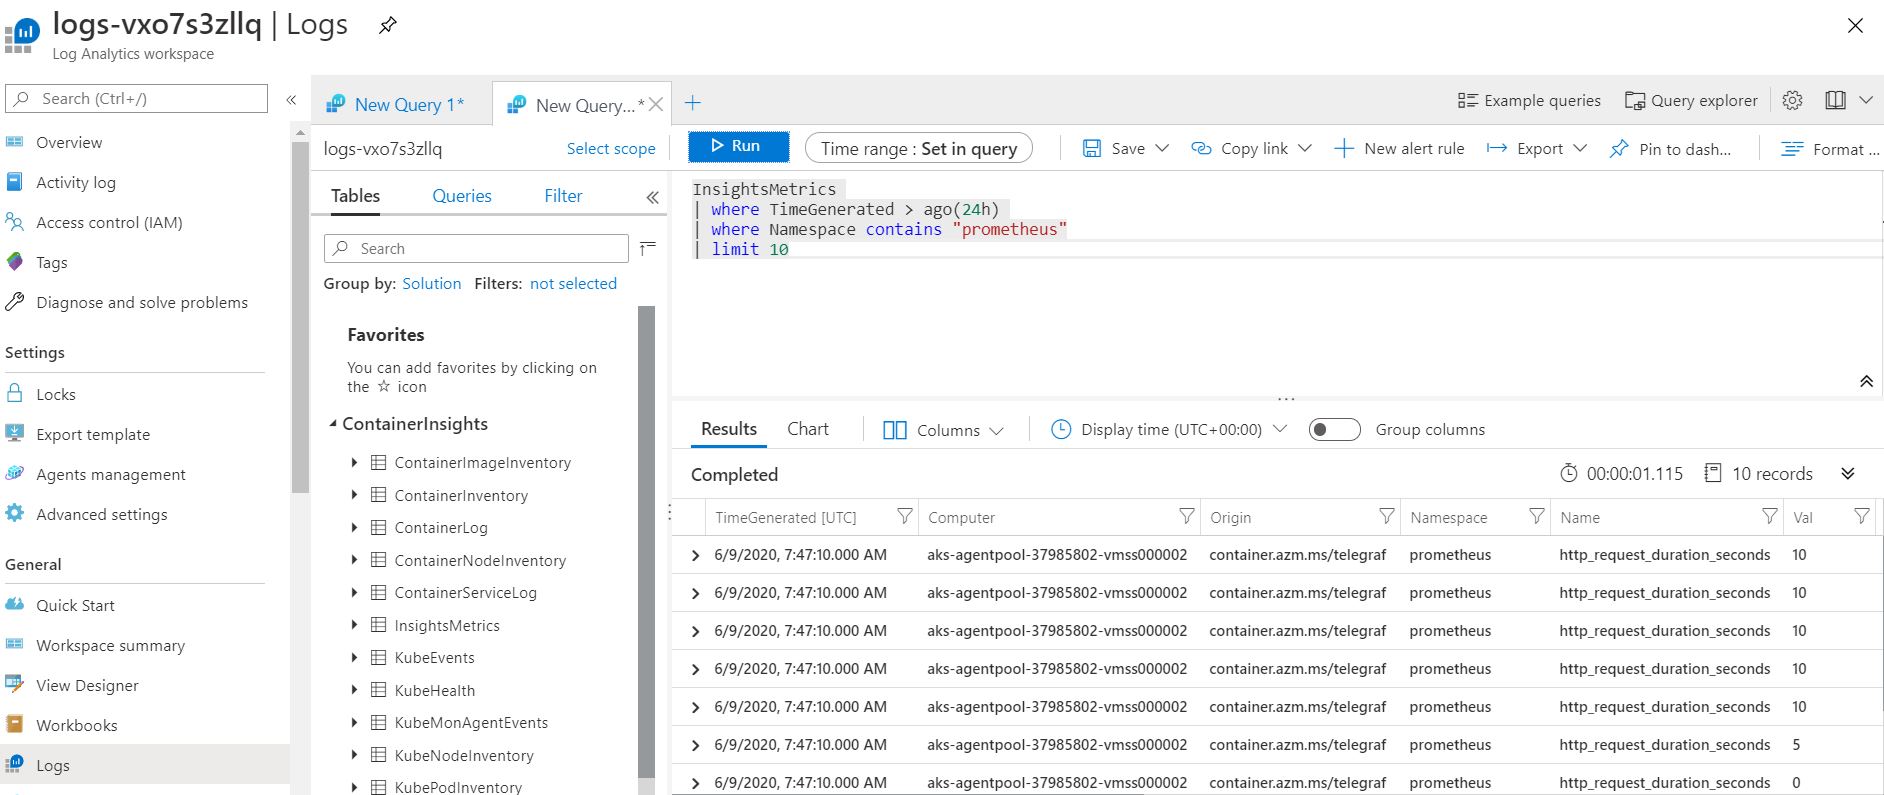 logs-vxo7s3zllq | Logs
Log Analytics workspace
Search (Ctrl+/)
Overview
Activity log
Access control (IAM)
Tags
Diagnose and solve problems
Settings
Locks
Export template
Agents management
Advanced settings
General
Quick Start
Workspace summary
View Designer
Workbooks
Logs
New Query 1*
New Query...*
Example queries
Query explorer
logs-vxo7s3zllq
Select scope
Run
Time range : Set in query
Save
Copy link
New alert rule
Export
Pin to dash...
Format ...
Tables
Queries
Filter
Search
Group by: Solution Filters: not selected
Favorites
You can add favorites by clicking on
the ☆ icon
ContainerInsights
ContainerImageInventory
ContainerInventory
ContainerLog
ContainerNodeInventory
ContainerServiceLog
InsightsMetrics
KubeEvents
KubeHealth
KubeMonAgentEvents
KubeNodeInventory
KubePodInventory
InsightsMetrics
| where TimeGenerated > ago(24h)
| where Namespace contains "prometheus"
| limit 10
Results
Chart
Columns
Display time (UTC+00:00)
Group columns
Completed
00:00:01.115
10 records
TimeGenerated [UTC] Computer Origin Namespace Name Val
6/9/2020, 7:47:10.000 AM aks-agentpool-37985802-vmss000002 container.azm.ms/telegraf prometheus http_request_duration_seconds 10
6/9/2020, 7:47:10.000 AM aks-agentpool-37985802-vmss000002 container.azm.ms/telegraf prometheus http_request_duration_seconds 10
6/9/2020, 7:47:10.000 AM aks-agentpool-37985802-vmss000002 container.azm.ms/telegraf prometheus http_request_duration_seconds 10
6/9/2020, 7:47:10.000 AM aks-agentpool-37985802-vmss000002 container.azm.ms/telegraf prometheus http_request_duration_seconds 10
6/9/2020, 7:47:10.000 AM aks-agentpool-37985802-vmss000002 container.azm.ms/telegraf prometheus http_request_duration_seconds 10
6/9/2020, 7:47:10.000 AM aks-agentpool-37985802-vmss000002 container.azm.ms/telegraf prometheus http_request_duration_seconds 5
6/9/2020, 7:47:10.000 AM aks-agentpool-37985802-vmss000002 container.azm.ms/telegraf prometheus http_request_duration_seconds 0